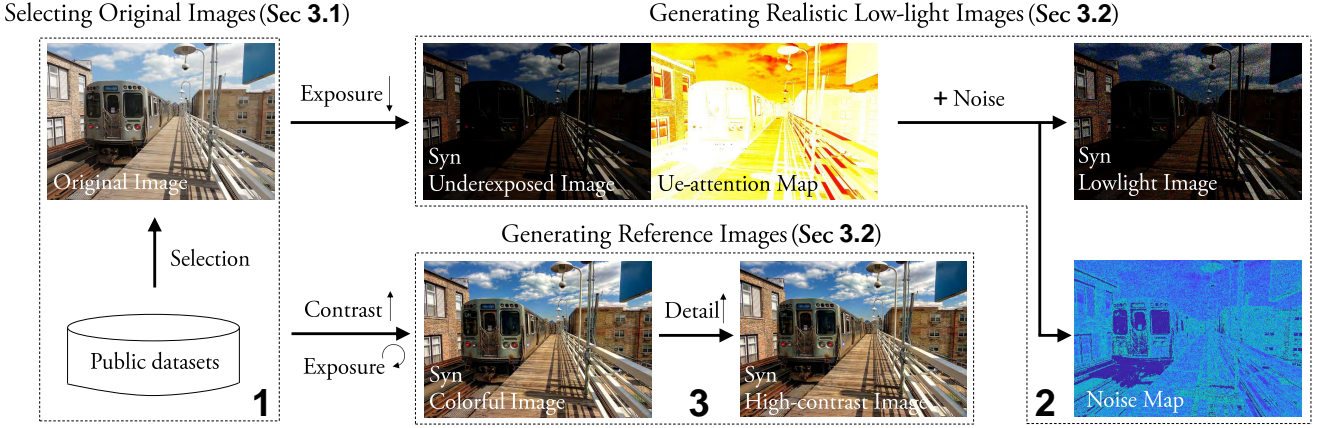 Selecting Original Images (Sec 3.1)
Generating Realistic Low-light Images (Sec 3.2)
Original Image
Exposure↓
Syn
Underexposed Image
Ue-attention Map
+ Noise
Syn
Lowlight Image
Selection
Public datasets
1
Generating Reference Images (Sec 3.2)
Contrast↑
Exposure
Syn
Colorful Image
Detail↑
3
Syn
High-contrast Image
2
Noise Map